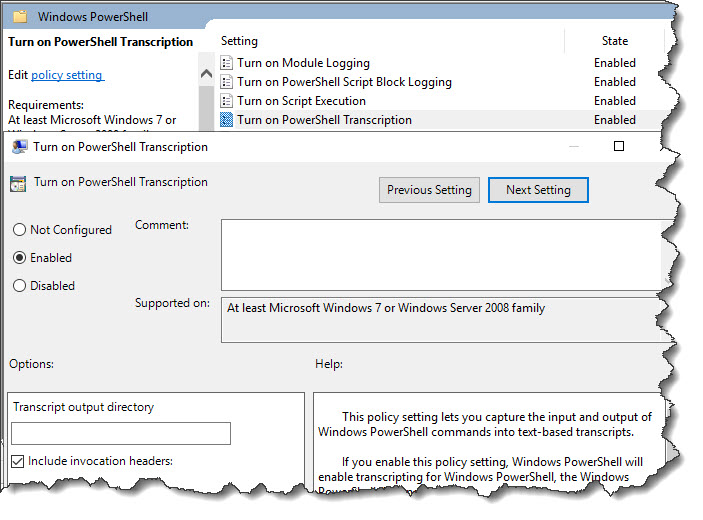 Windows PowerShell
Turn on PowerShell Transcription
Edit policy setting
Requirements:
At least Microsoft Windows 7 or
Setting State
Turn on Module Logging Enabled
Turn on PowerShell Script Block Logging Enabled
Turn on Script Execution Enabled
Turn on PowerShell Transcription Enabled
Turn on PowerShell Transcription
Turn on PowerShell Transcription
Previous Setting Next Setting
Not Configured
Enabled
Disabled
Comment:
Supported on:
At least Microsoft Windows 7 or Windows Server 2008 family
Options:
Help:
Transcript output directory
Include invocation headers:
This policy setting lets you capture the input and output of
Windows PowerShell commands into text-based transcripts.
If you enable this policy setting, Windows PowerShell will
enable transcribing for Windows PowerShell, the Windows